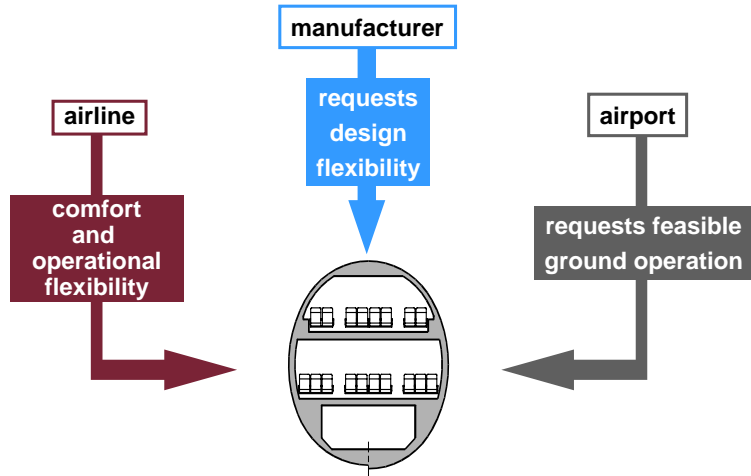 manufacturer
requests
design
flexibility
airline
comfort
and
operational
flexibility
airport
requests feasible
ground operation